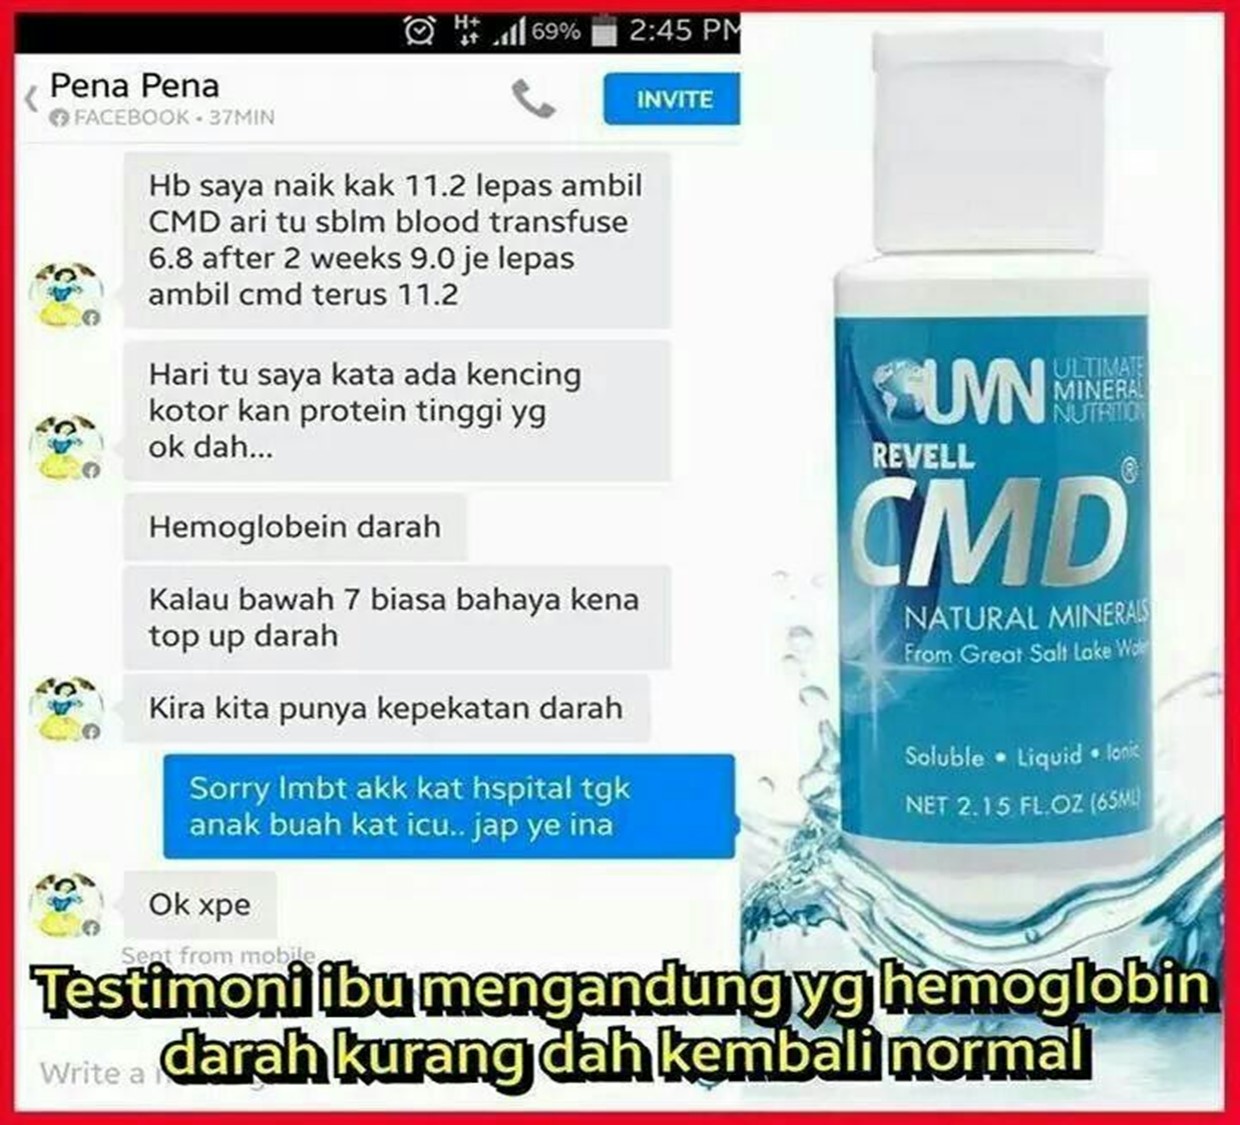 H+
69%
2:45 PM
Pena Pena
FACEBOOK • 37MIN
INVITE
Hb saya naik kak 11.2 lepas ambil
CMD ari tu sblm blood transfuse
6.8 after 2 weeks 9.0 je lepas
ambil cmd terus 11.2
Hari tu saya kata ada kencing
kotor kan protein tinggi yg
ok dah...
Hemoglobein darah
Kalau bawah 7 biasa bahaya kena
top up darah
Kira kita punya kepekatan darah
Sorry lmbt akk kat hspital tgk
anak buah kat icu.. jap ye ina
Ok xpe
Sent from mobile
Write a
UMN
ULTIMATE
MINERAL
NUTRITION
REVELL
CMD®
NATURAL MINERALS
From Great Salt Lake Water
Soluble • Liquid • Ionic
NET 2.15 FL.OZ (65ML)
Testimoni ibu mengandung yg hemoglobin
darah kurang dah kembali normal